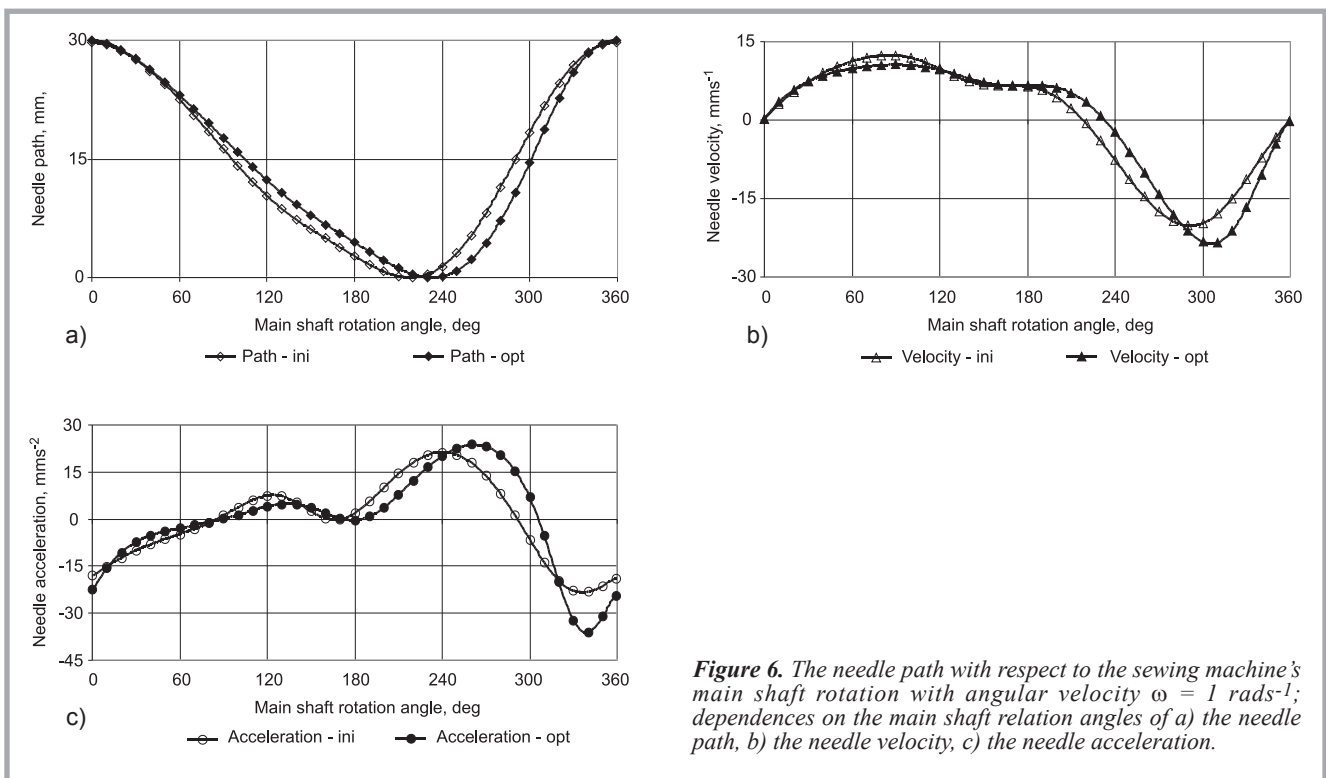 30
15
0
Needle path, mm,
0 60 120 180 240 300 360
Main shaft rotation angle, deg
a)
Path - ini Path - opt
15
0
-15
-30
Needle velocity, mms-1
0 60 120 180 240 300 360
Main shaft rotation angle, deg
b)
Velocity - ini Velocity - opt
30
15
0
-15
-30
-45
Needle acceleration, mms-2
0 60 120 180 240 300 360
Main shaft rotation angle, deg
c)
Acceleration - ini Acceleration - opt
Figure 6. The needle path with respect to the sewing machine's
main shaft rotation with angular velocity ω = 1 rads-1;
dependences on the main shaft relation angles of a) the needle
path, b) the needle velocity, c) the needle acceleration.